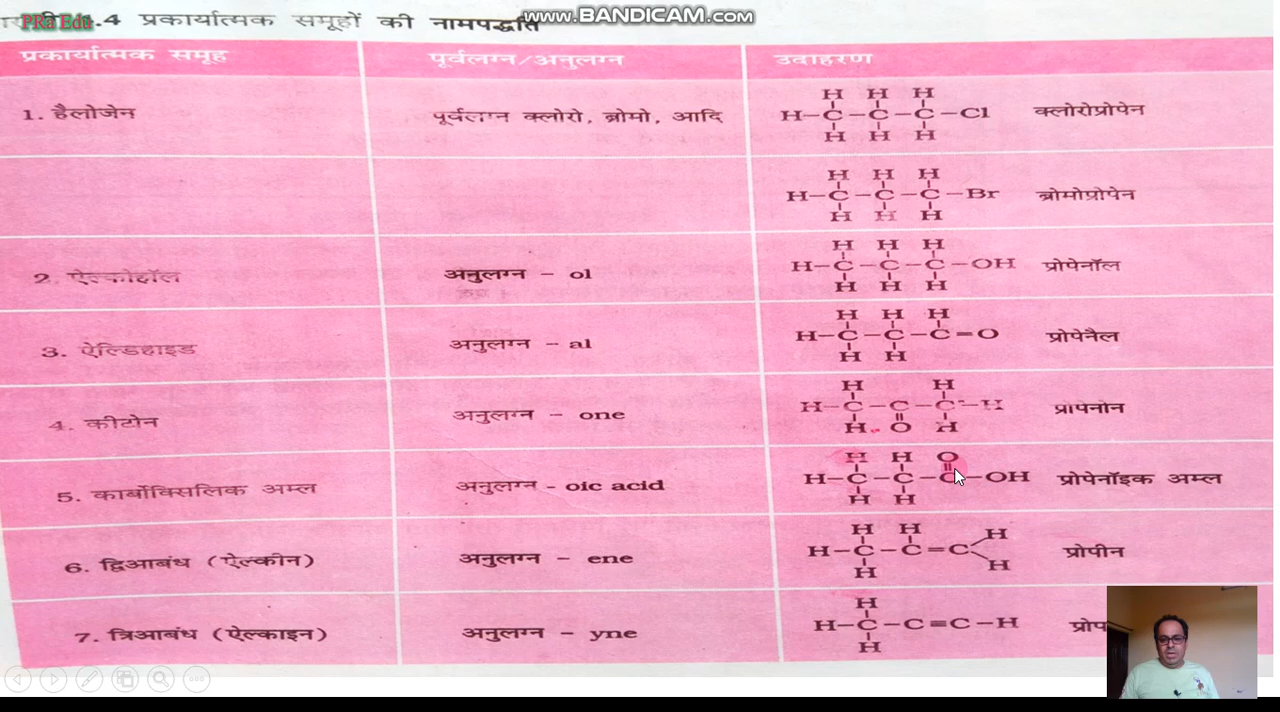 PRa Edu
.4 प्रकार्यात्मक समूहों की नामपद्धति
www.BANDICAM.com
प्रकार्यात्मक समूह पूर्वलग्न/अनुलग्न उदाहरण
H H H
1. हैलोजेन पूर्वलग्न क्लोरो, ब्रोमो, आदि H-C-C-C-Cl क्लोरोप्रोपेन
H H H
H H H
H-C-C-C-Br ब्रोमोप्रोपेन
H H H
H H H
2. ऐल्कोहॉल अनुलग्न - ol H-C-C-C-OH प्रोपेनॉल
H H H
H H H
3. ऐल्डिहाइड अनुलग्न - al H-C-C-C=O प्रोपेनैल
H H
H H
4. कीटोन अनुलग्न - one H-C-C-C-H प्रोपेनोन
H O H
H H O
5. कार्बोक्सिलिक अम्ल अनुलग्न - oic acid H-C-C-C-OH प्रोपेनॉइक अम्ल
H H
H H H
6. द्विआबंध (ऐल्कीन) अनुलग्न - ene H-C-C=C प्रोपीन
H H
H
7. त्रिआबंध (ऐल्काइन) अनुलग्न - yne H-C-C≡C-H प्रोप
H